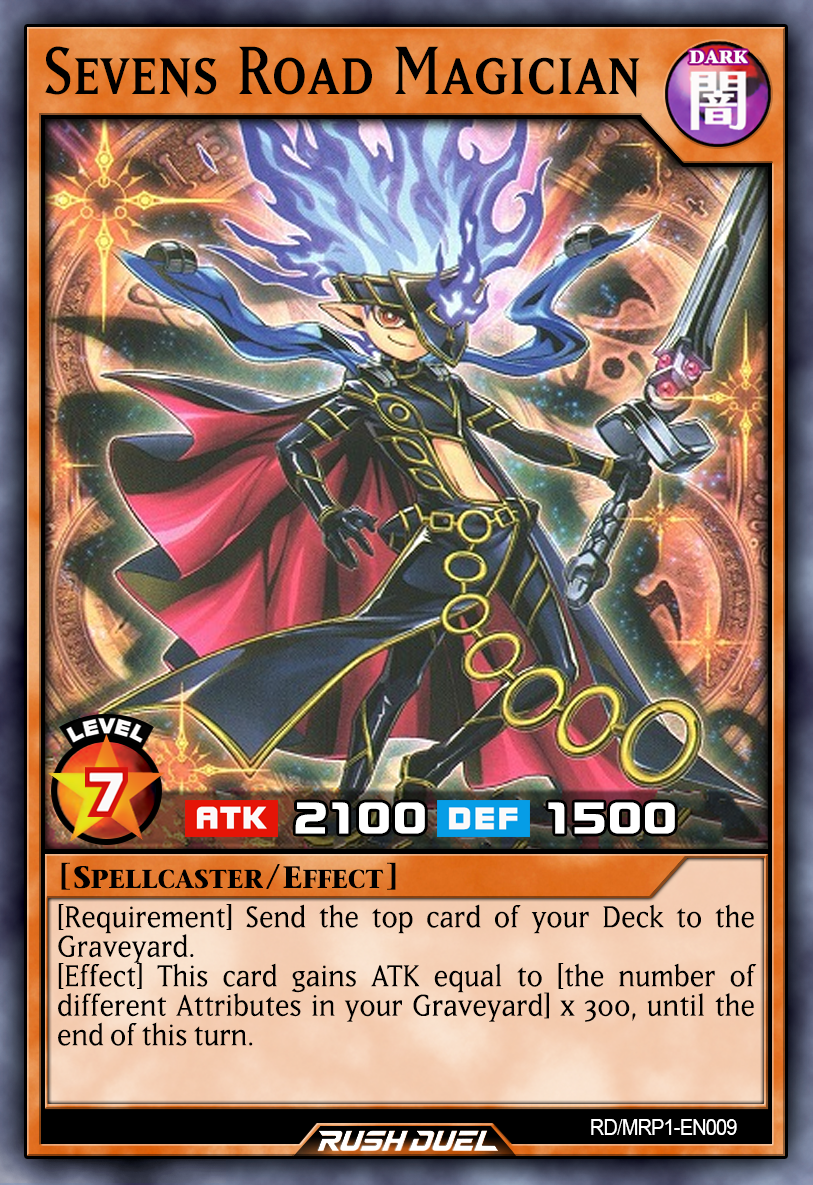 Sevens Road Magician
DARK
闇
LEVEL
7
ATK 2100 DEF 1500
[Spellcaster/Effect]
[Requirement] Send the top card of your Deck to the
Graveyard.
[Effect] This card gains ATK equal to [the number of
different Attributes in your Graveyard] x 300, until the
end of this turn.
RUSH DUEL
RD/MRP1-EN009